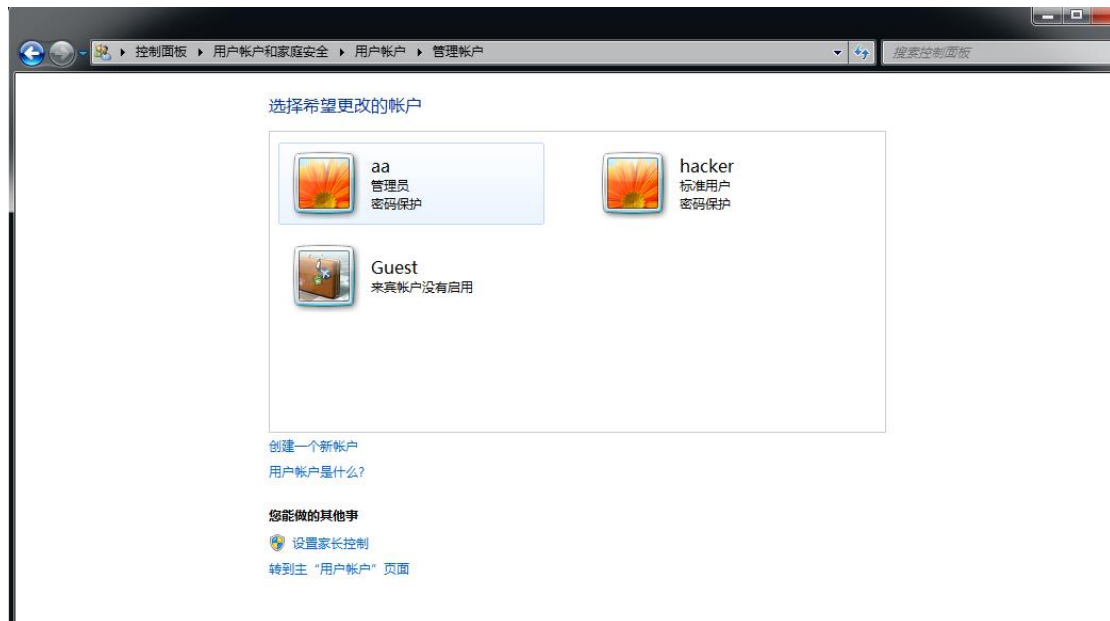 控制面板 用户帐户和家庭安全 用户帐户 管理帐户
搜索控制面板
选择希望更改的帐户
aa
管理员
密码保护
hacker
标准用户
密码保护
Guest
来宾帐户没有启用
创建一个新帐户
用户帐户是什么?
您能做的其他事
设置家长控制
转到主“用户帐户”页面